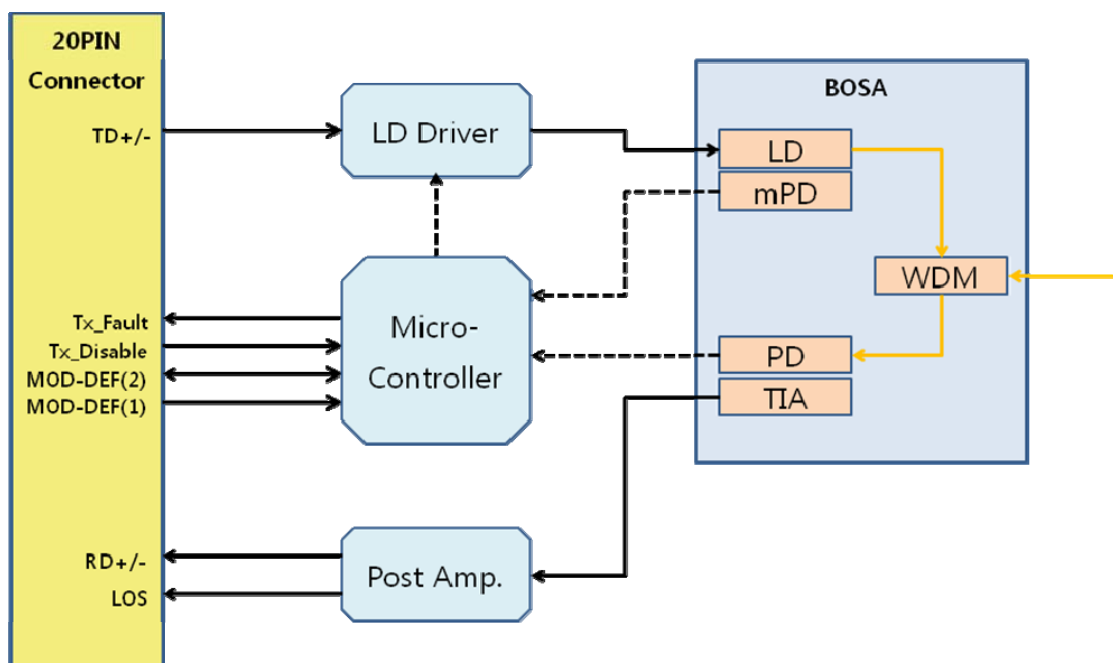 20PIN
Connector
TD+/-
Tx_Fault
Tx_Disable
MOD-DEF(2)
MOD-DEF(1)
RD+/-
LOS
LD Driver
Micro-
Controller
Post Amp.
BOSA
LD
mPD
WDM
PD
TIA